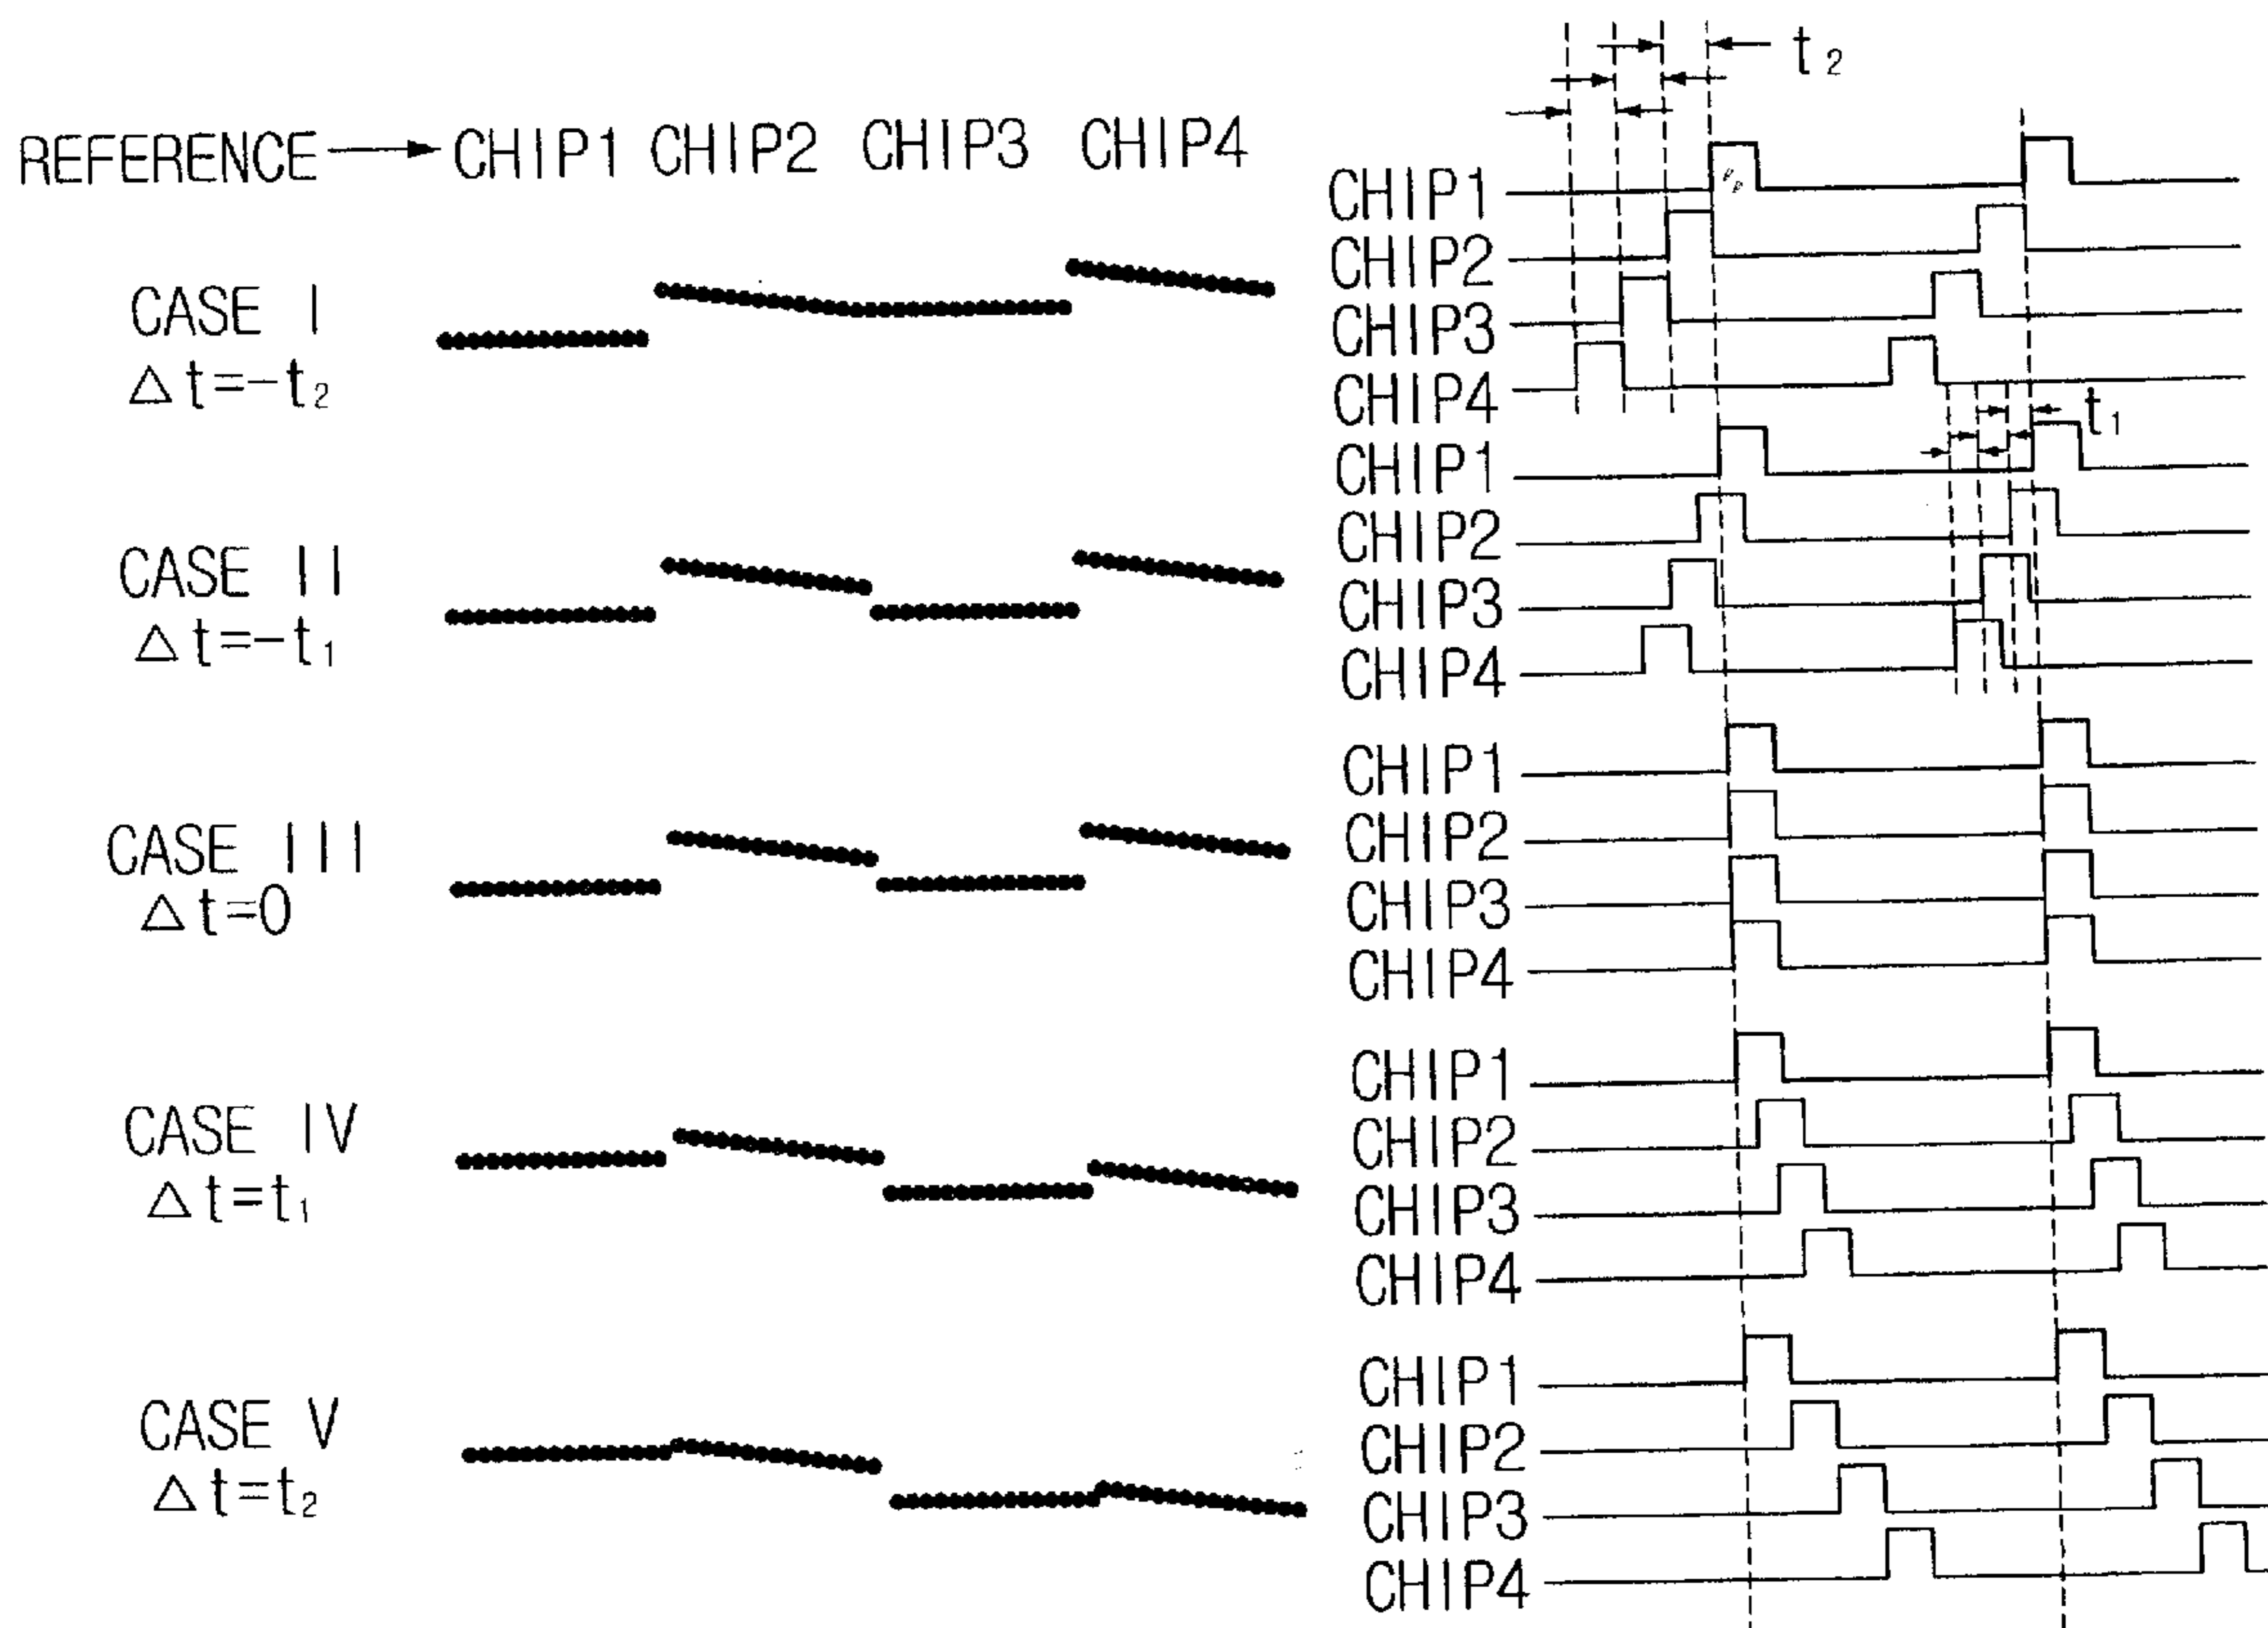 REFERENCE CHIP1 CHIP2 CHIP3 CHIP4
CASE I
Δt=-t₂
CASE II
Δt=-t₁
CASE III
Δt=0
CASE IV
Δt=t₁
CASE V
Δt=t₂
t₂
CHIP1
CHIP2
CHIP3
CHIP4
t₁
CHIP1
CHIP2
CHIP3
CHIP4
CHIP1
CHIP2
CHIP3
CHIP4
CHIP1
CHIP2
CHIP3
CHIP4
CHIP1
CHIP2
CHIP3
CHIP4